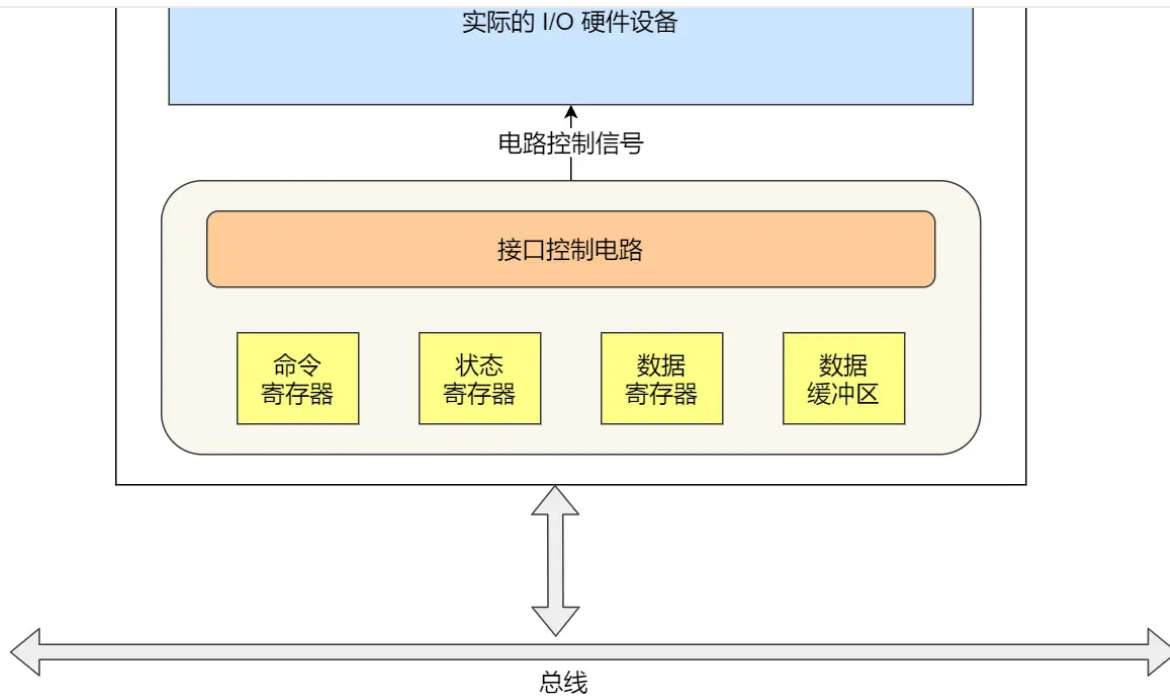 实际的 I/O 硬件设备
电路控制信号
接口控制电路
命令
寄存器
状态
寄存器
数据
寄存器
数据
缓冲区
总线